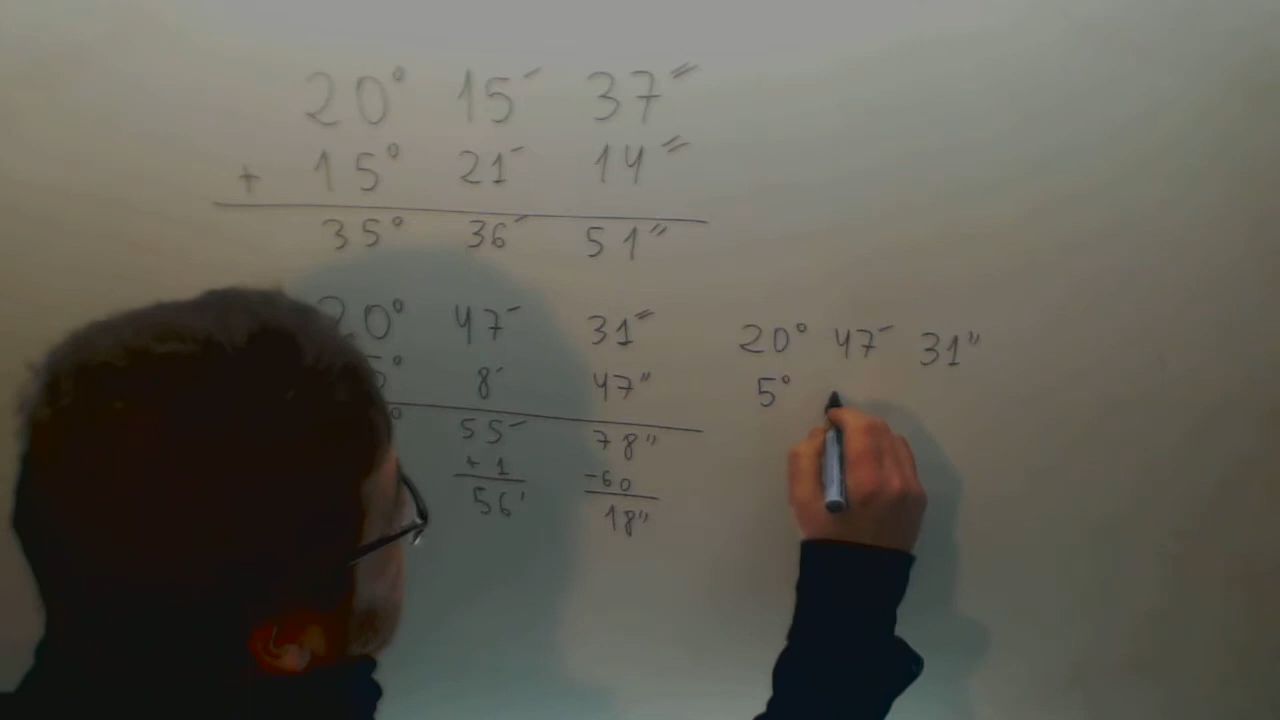 20° 15′ 37″
+ 15° 21′ 14″
35° 36′ 51″
20° 47′ 31″
5° 8′ 47″
° 55′ 78″
+ 1 -60
56′ 18″
20° 47′ 31″
5°